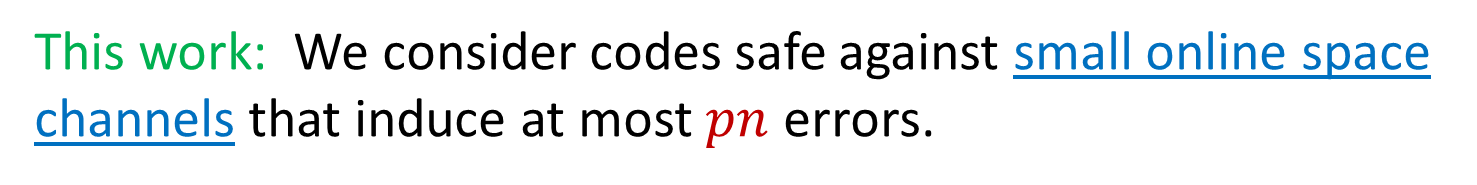 This work: We consider codes safe against small online space
channels that induce at most pn errors.